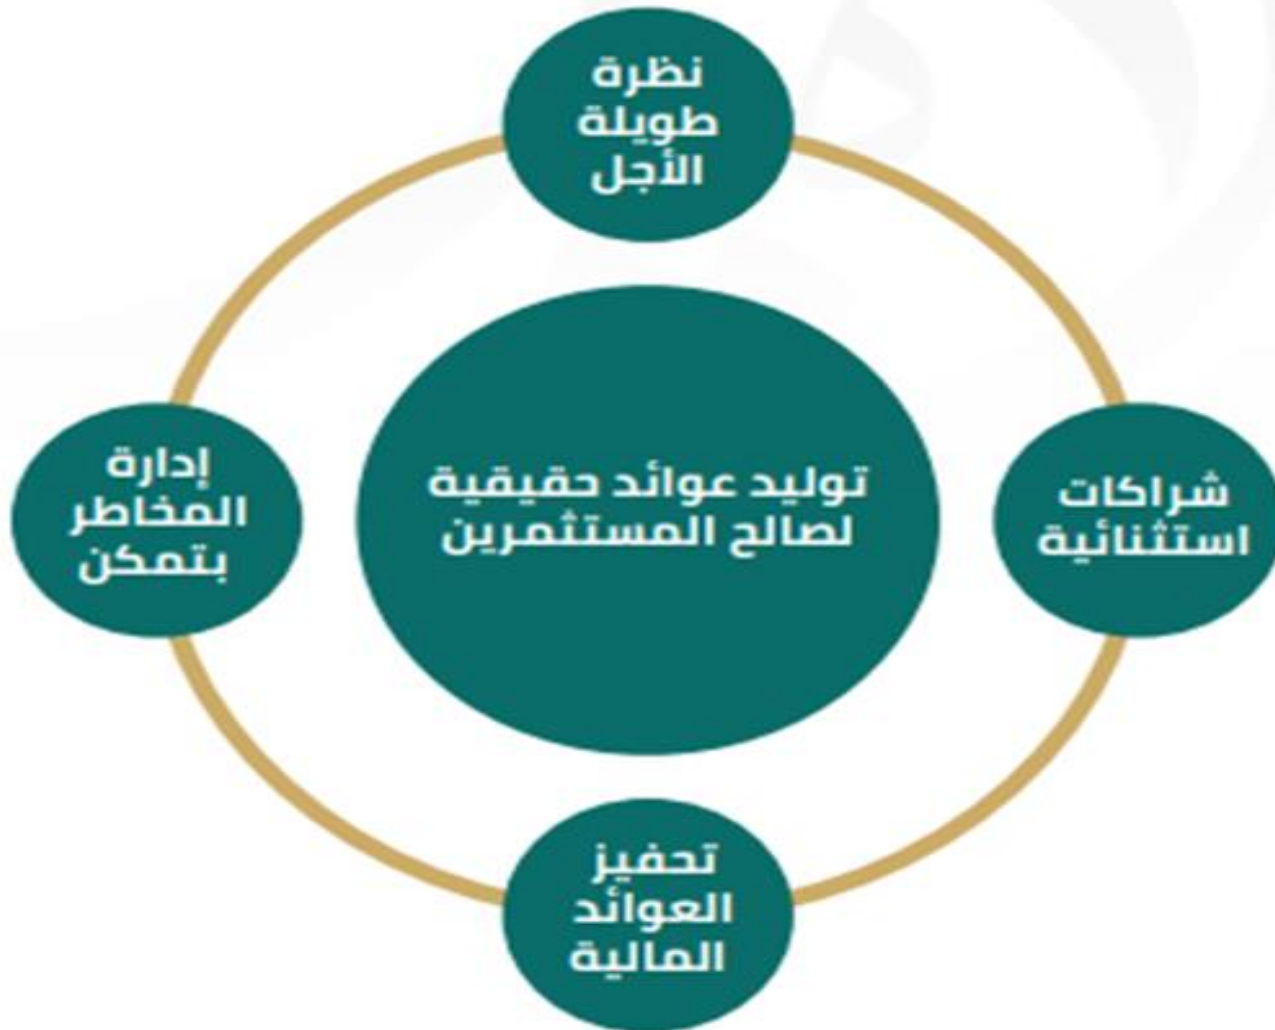 نظرة
طويلة
الأجل
شراكات
استثنائية
توليد عوائد حقيقية
لصالح المستثمرين
إدارة
المخاطر
بتمكن
تحفيز
العوائد
المالية